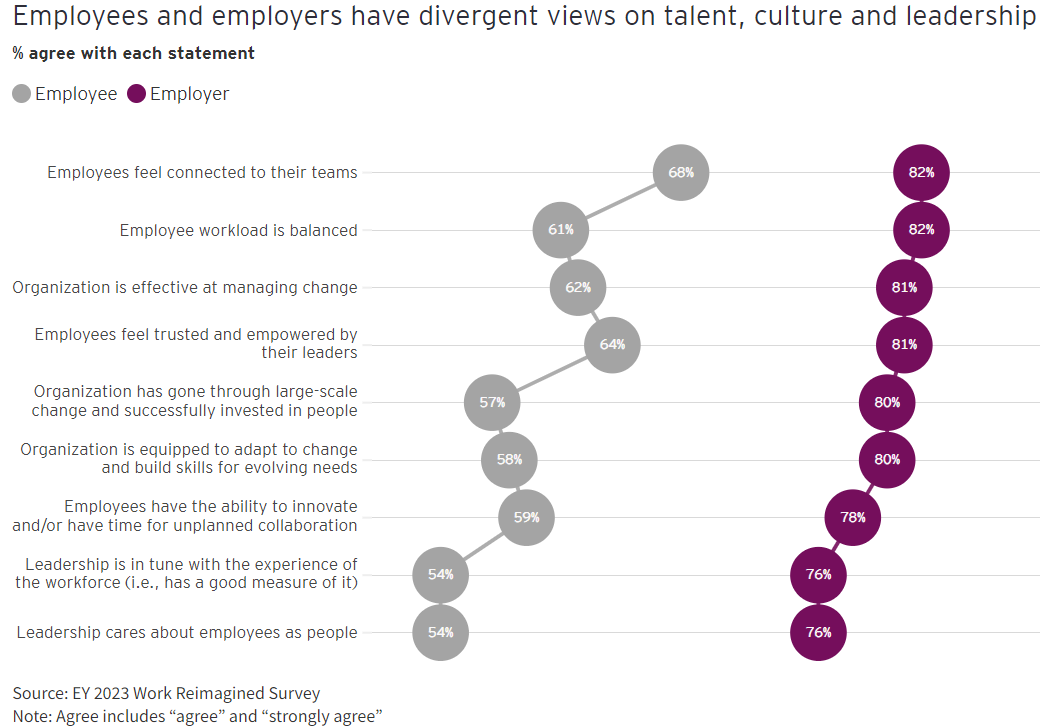 Employees and employers have divergent views on talent, culture and leadership
% agree with each statement
Employee Employer
Employees feel connected to their teams 68% 82%
Employee workload is balanced 61% 82%
Organization is effective at managing change 62% 81%
Employees feel trusted and empowered by
their leaders 64% 81%
Organization has gone through large-scale
change and successfully invested in people 57% 80%
Organization is equipped to adapt to change
and build skills for evolving needs 58% 80%
Employees have the ability to innovate
and/or have time for unplanned collaboration 59% 78%
Leadership is in tune with the experience of
the workforce (i.e., has a good measure of it) 54% 76%
Leadership cares about employees as people 54% 76%
Source: EY 2023 Work Reimagined Survey
Note: Agree includes “agree” and “strongly agree”